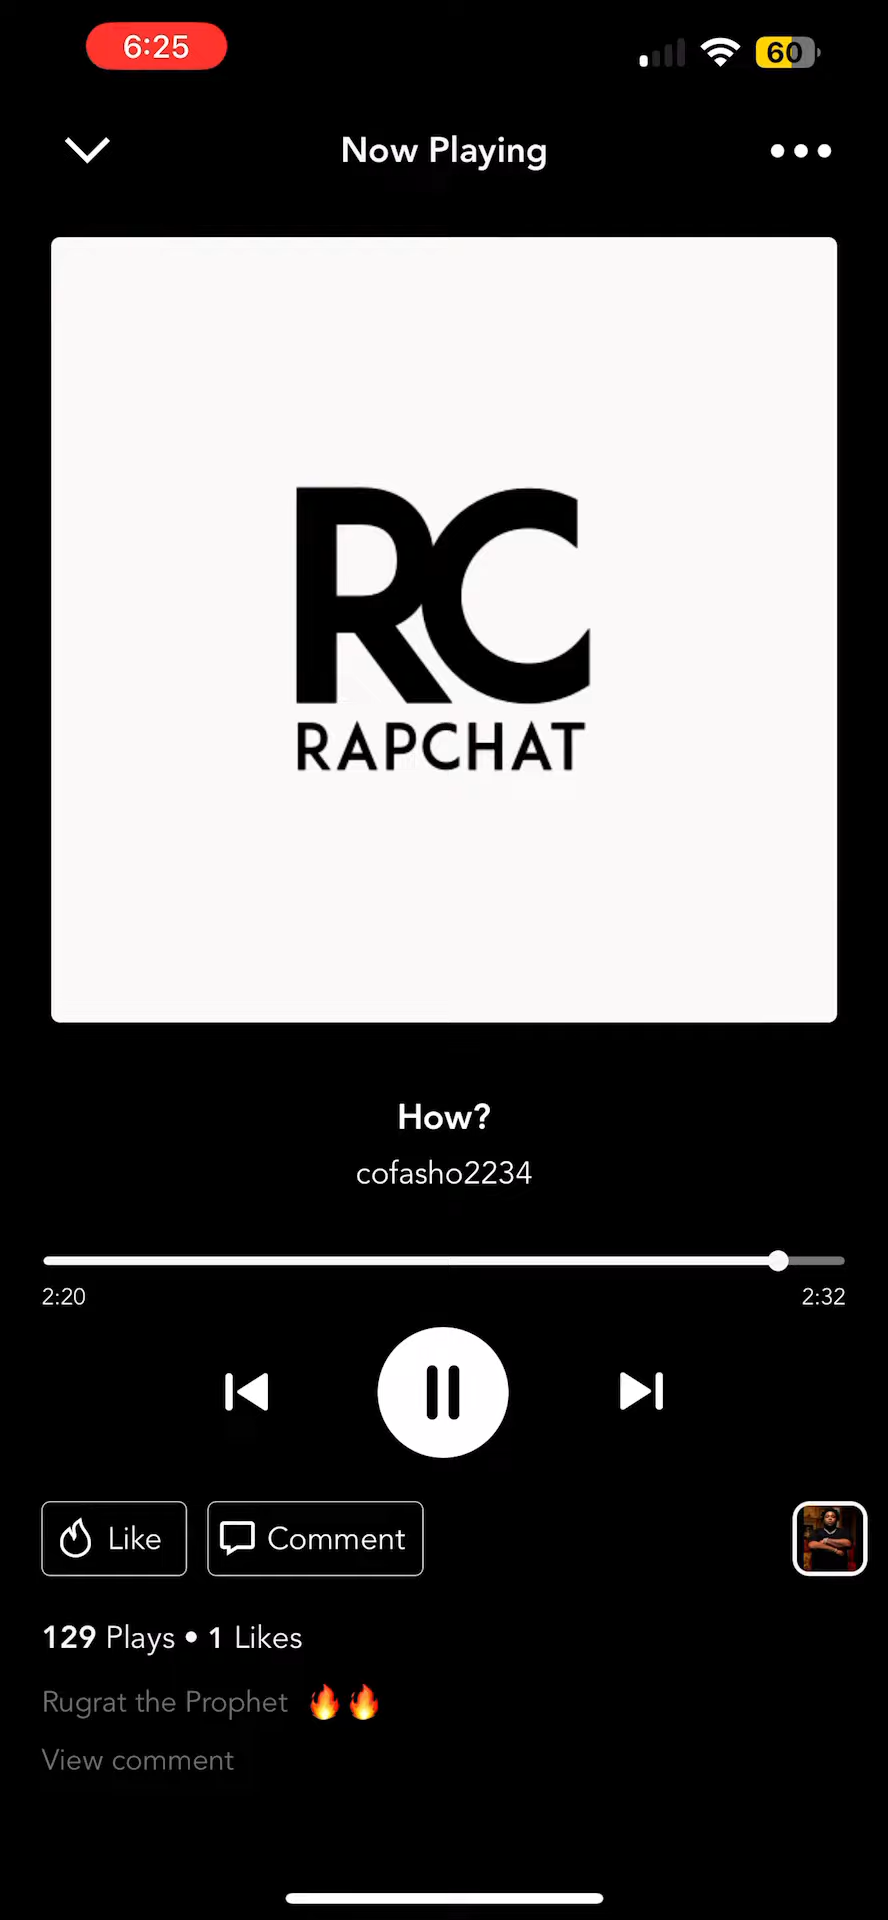 6:25
60
Now Playing
RC
RAPCHAT
How?
cofasho2234
2:20
2:32
Like
Comment
129 Plays • 1 Likes
Rugrat the Prophet 🔥🔥
View comment